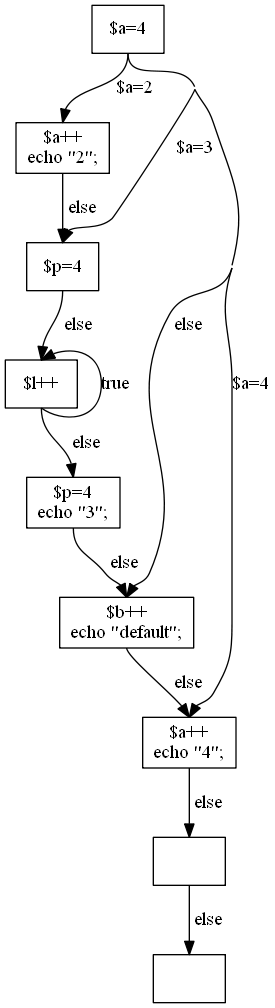 $a=4
$a=2
$a++
echo "2";
$a=3
else
$p=4
else
else
$l++
true
$a=4
else
$p=4
echo "3";
else
$b++
echo "default";
else
$a++
echo "4";
else
else